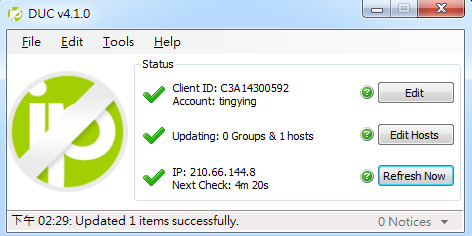 DUC v4.1.0
File Edit Tools Help
Status
Client ID: C3A14300592
Account: tingying
Edit
Updating: 0 Groups & 1 hosts
Edit Hosts
IP: 210.66.144.8
Next Check: 4m 20s
Refresh Now
下午 02:29: Updated 1 items successfully.
0 Notices